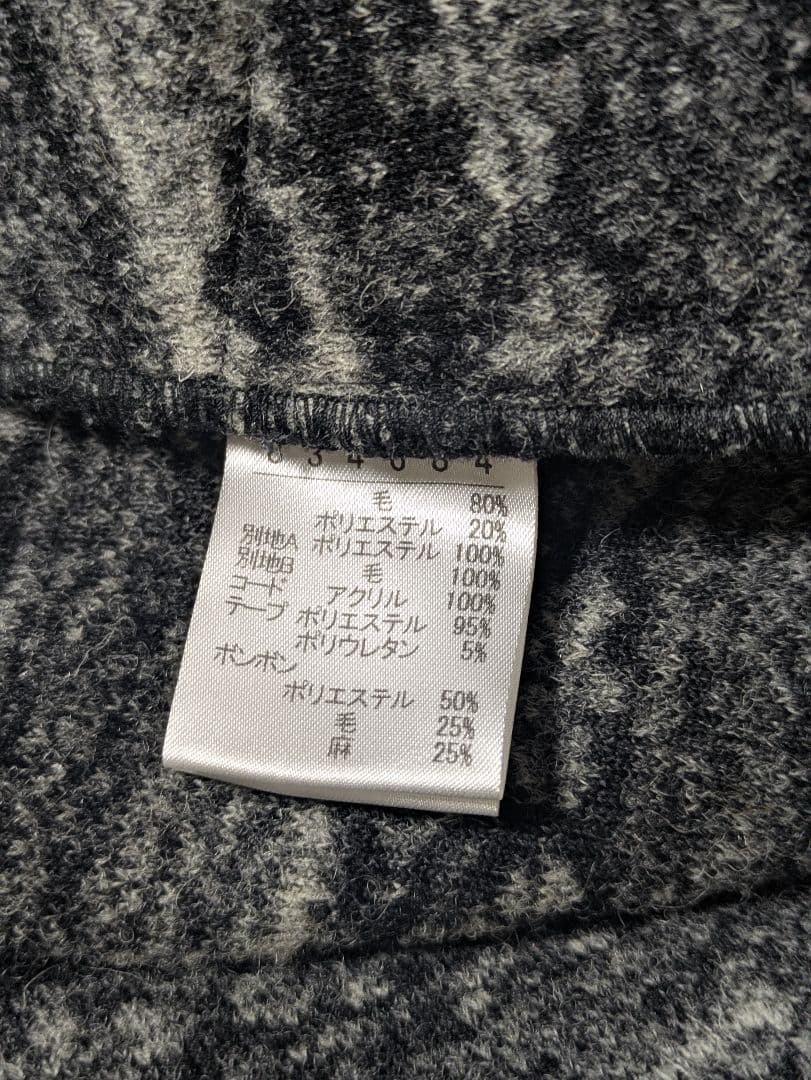 毛 80%
ポリエステル 20%
別地A ポリエステル 100%
別地B 毛 100%
コード アクリル 100%
テープ ポリエステル 95%
ポリウレタン 5%
ボンボン
ポリエステル 50%
毛 25%
麻 25%